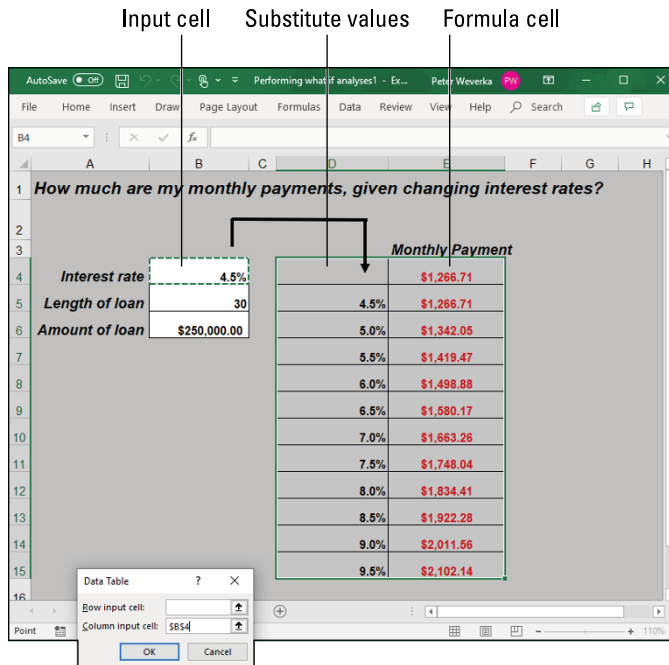 Input cell Substitute values Formula cell
AutoSave Off Performing what if analyses1 - Ex... Peter Weverka PW
File Home Insert Draw Page Layout Formulas Data Review View Help Search
B4 fx
A B C D E F G H
1 How much are my monthly payments, given changing interest rates?
2
3 Monthly Payment
4 Interest rate 4.5% $1,266.71
5 Length of loan 30 4.5% $1,266.71
6 Amount of loan $250,000.00 5.0% $1,342.05
7 5.5% $1,419.47
8 6.0% $1,498.88
9 6.5% $1,580.17
10 7.0% $1,663.26
11 7.5% $1,748.04
12 8.0% $1,834.41
13 8.5% $1,922.28
14 9.0% $2,011.56
15 9.5% $2,102.14
16
Data Table ? ×
Row input cell:
Column input cell: $B$4
OK Cancel
Point 110%